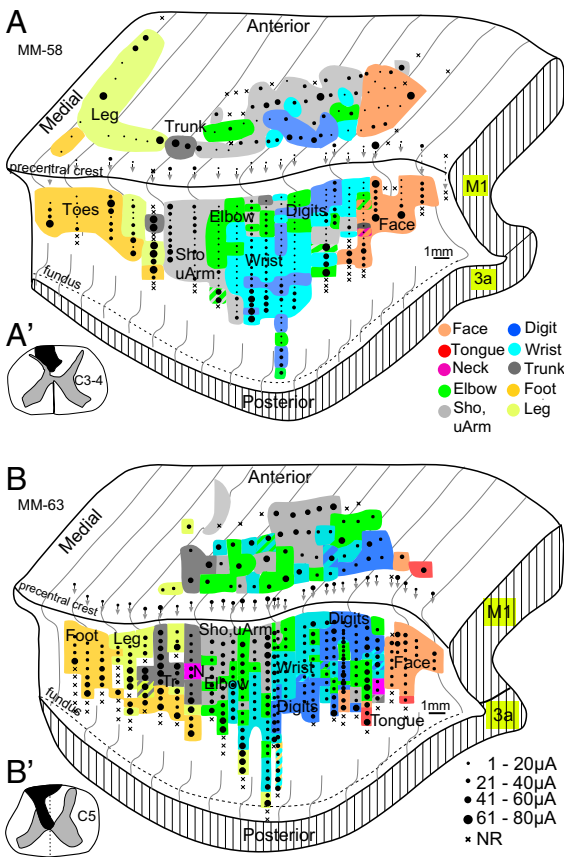 A
MM-58
Anterior
Medial
Leg
Trunk
precentral crest
M1
Toes
Elbow
Digits
Face
Sho
uArm
Wrist
1mm
fundus
3a
A'
C3-4
Posterior
Face
Digit
Tongue
Wrist
Neck
Trunk
Elbow
Foot
Sho,
uArm
Leg
B
MM-63
Anterior
Medial
precentral crest
M1
Foot
Leg
Sho,uArm
Digits
Tr
N
Elbow
Wrist
Face
fundus
Digits
1mm
Tongue
3a
B'
C5
Posterior
1 - 20µA
21 - 40µA
41 - 60µA
61 - 80µA
× NR